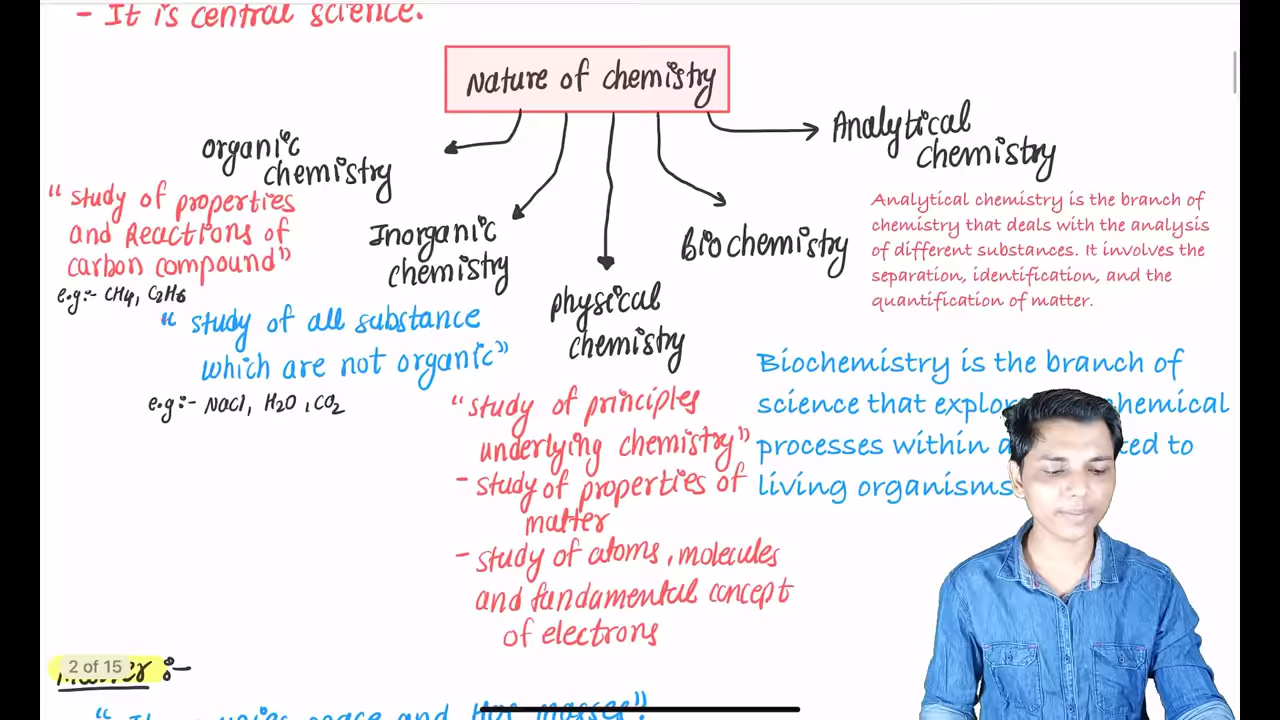 - It is central science.
Nature of chemistry
Organic
chemistry
"study of properties
and Reactions of
carbon compound"
e.g:- CH4, C2H6
Inorganic
chemistry
"study of all substance
which are not organic"
e.g:- NaCl, H2O, CO2
physical
chemistry
"study of principles
underlying chemistry"
- study of properties of
matter
- study of atoms, molecules
and fundamental concept
of electrons
Biochemistry
Biochemistry is the branch of
science that chemical
processes within to
living organisms
Analytical
chemistry
Analytical chemistry is the branch of
chemistry that deals with the analysis
of different substances. It involves the
separation, identification, and the
quantification of matter.
2 of 15
Matter :-
space and